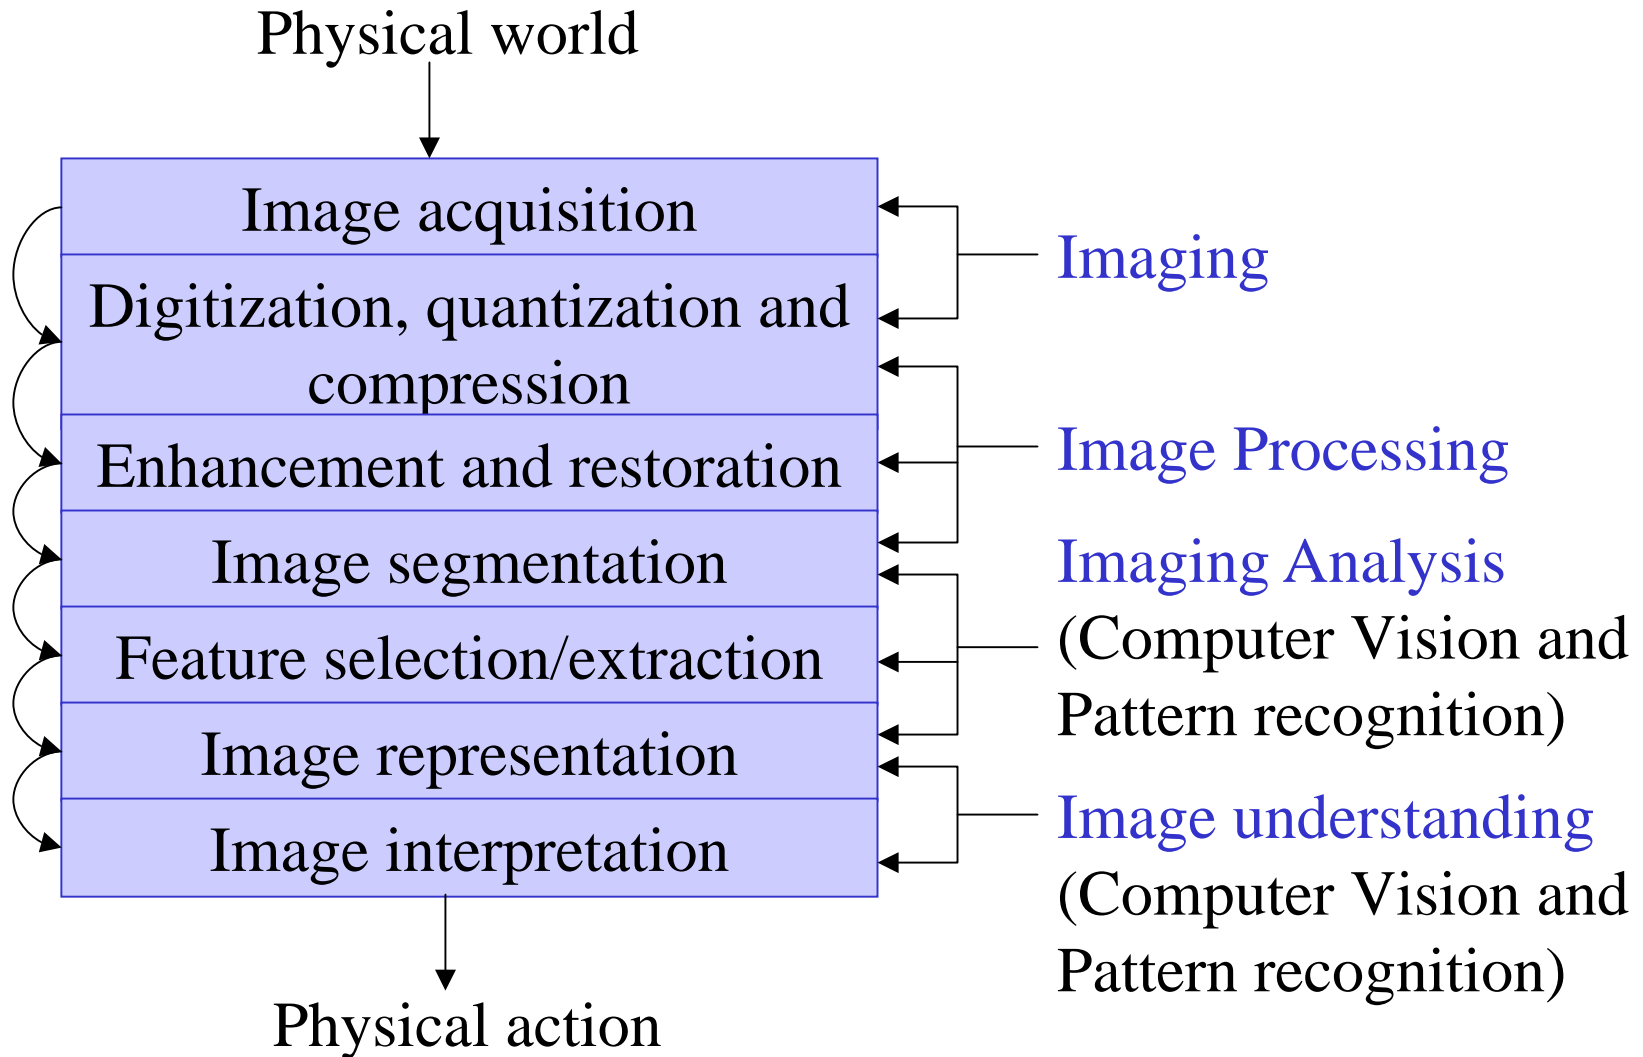 Physical world
Image acquisition
Digitization, quantization and
compression
Enhancement and restoration
Image segmentation
Feature selection/extraction
Image representation
Image interpretation
Physical action
Imaging
Image Processing
Imaging Analysis
(Computer Vision and
Pattern recognition)
Image understanding
(Computer Vision and
Pattern recognition)